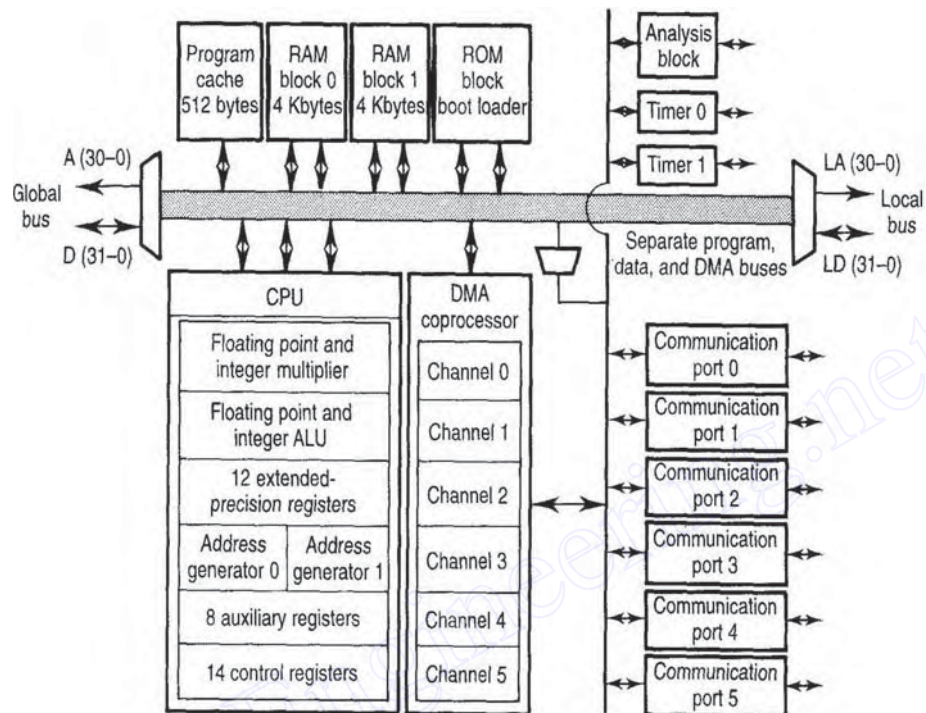 Program
cache
512 bytes
RAM
block 0
4 Kbytes
RAM
block 1
4 Kbytes
ROM
block
boot loader
Analysis
block
Timer 0
Timer 1
A (30–0)
Global
bus
D (31–0)
LA (30–0)
Local
bus
LD (31–0)
Separate program,
data, and DMA buses
CPU
Floating point and
integer multiplier
Floating point and
integer ALU
12 extended-
precision registers
Address
generator 0
Address
generator 1
8 auxiliary registers
14 control registers
DMA
coprocessor
Channel 0
Channel 1
Channel 2
Channel 3
Channel 4
Channel 5
Communication
port 0
Communication
port 1
Communication
port 2
Communication
port 3
Communication
port 4
Communication
port 5
Engineering.net